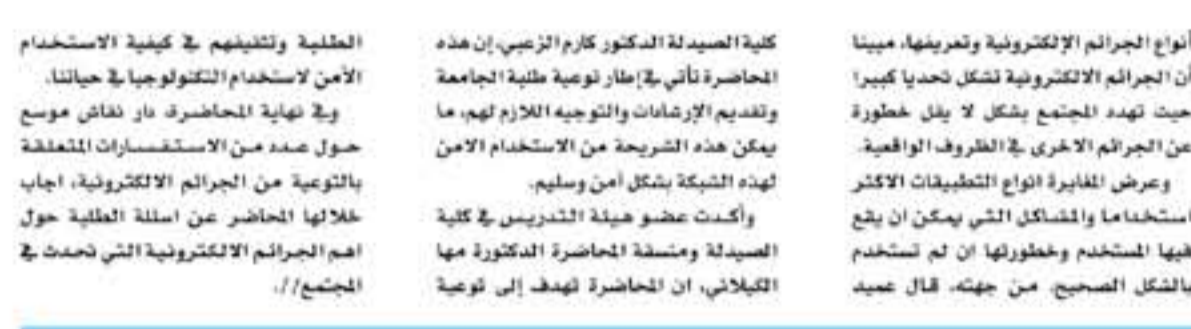 أنواع الجرائم الإلكترونية وتعريفها، مبينا
أن الجرائم الالكترونية تشكل تحديا كبيرا
حيث تهدد المجتمع بشكل لا يقل خطورة
عن الجرائم الاخرى في الظروف الواقعية.
وعرض المغايرة انواع التطبيقات الاكثر
استخداما والمشاكل التي يمكن ان يقع
فيها المستخدم وخطورتها ان لم تستخدم
بالشكل الصحيح. من جهته، قال عميد
كلية الصيدلة الدكتور كارم الزعبي، إن هذه
المحاضرة تأتي في إطار توعية طلبة الجامعة
وتقديم الإرشادات والتوجيه اللازم لهم، ما
يمكن هذه الشريحة من الاستخدام الامن
لهذه الشبكة بشكل آمن وسليم.
وأكدت عضو هيئة التدريس في كلية
الصيدلة ومنسقة المحاضرة الدكتورة مها
الكيلاني، ان المحاضرة تهدف إلى توعية
الطلبة وتثقيفهم في كيفية الاستخدام
الأمن لاستخدام التكنولوجيا في حياتنا.
وفي نهاية المحاضرة، دار نقاش موسع
حول عدد من الاستفسارات المتعلقة
بالتوعية من الجرائم الالكترونية، اجاب
خلالها المحاضر عن اسئلة الطلبة حول
اهم الجرائم الالكترونية التي تحدث في
المجتمع//.